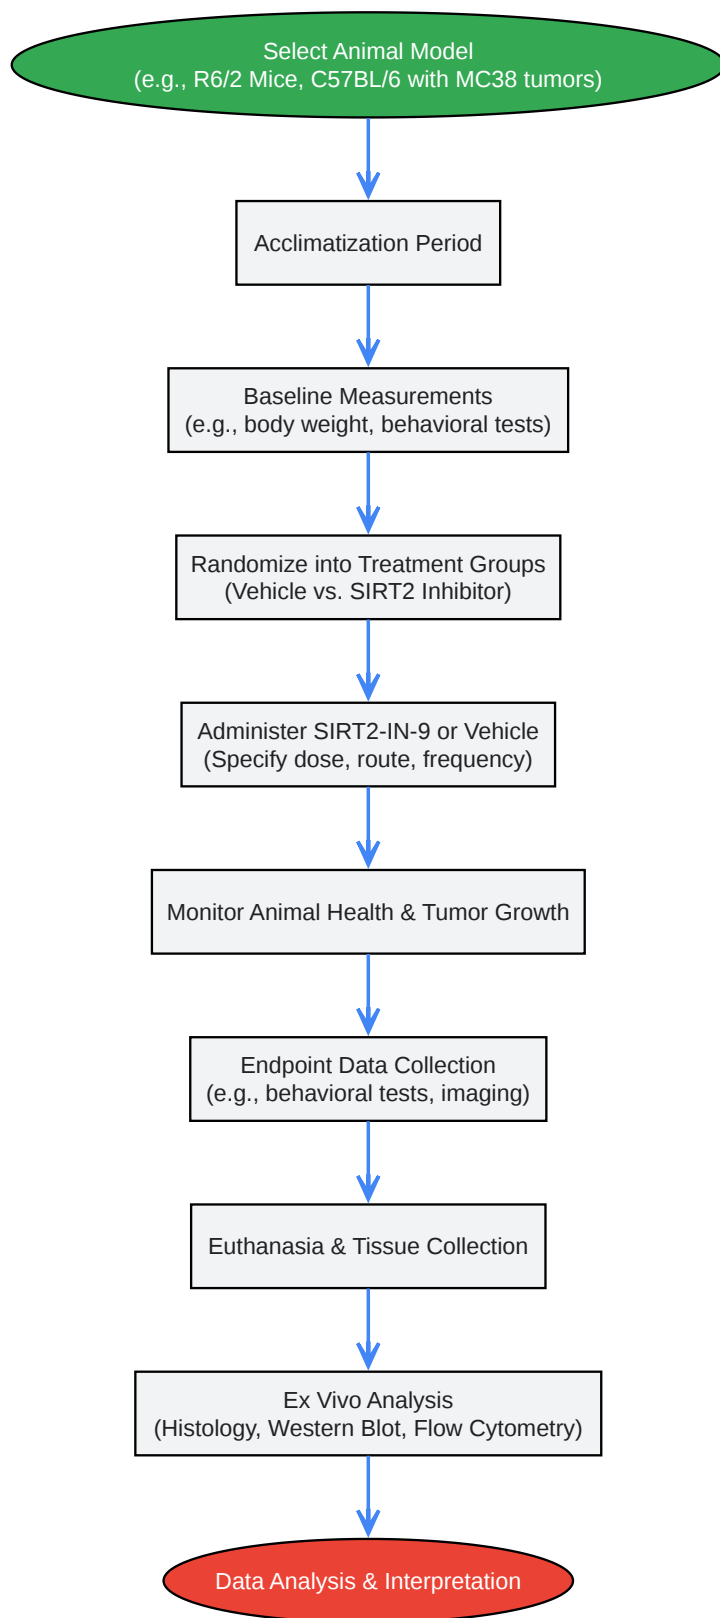 Select Animal Model
(e.g., R6/2 Mice, C57BL/6 with MC38 tumors)
Acclimatization Period
Baseline Measurements
(e.g., body weight, behavioral tests)
Randomize into Treatment Groups
(Vehicle vs. SIRT2 Inhibitor)
Administer SIRT2-IN-9 or Vehicle
(Specify dose, route, frequency)
Monitor Animal Health & Tumor Growth
Endpoint Data Collection
(e.g., behavioral tests, imaging)
Euthanasia & Tissue Collection
Ex Vivo Analysis
(Histology, Western Blot, Flow Cytometry)
Data Analysis & Interpretation